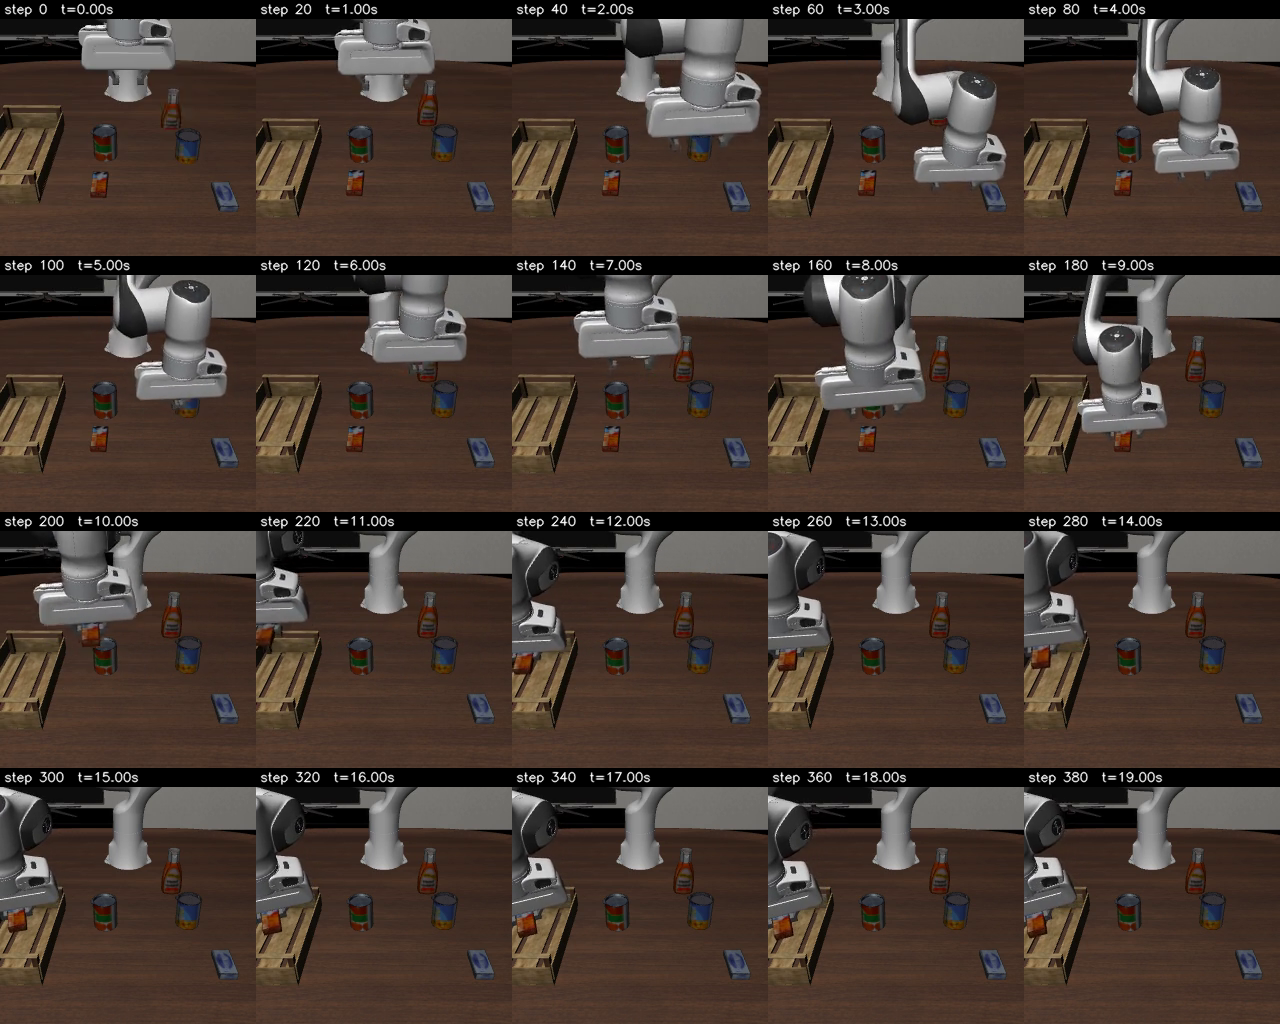 step 0 t=0.00s
step 20 t=1.00s
step 40 t=2.00s
step 60 t=3.00s
step 80 t=4.00s
step 100 t=5.00s
step 120 t=6.00s
step 140 t=7.00s
step 160 t=8.00s
step 180 t=9.00s
step 200 t=10.00s
step 220 t=11.00s
step 240 t=12.00s
step 260 t=13.00s
step 280 t=14.00s
step 300 t=15.00s
step 320 t=16.00s
step 340 t=17.00s
step 360 t=18.00s
step 380 t=19.00s